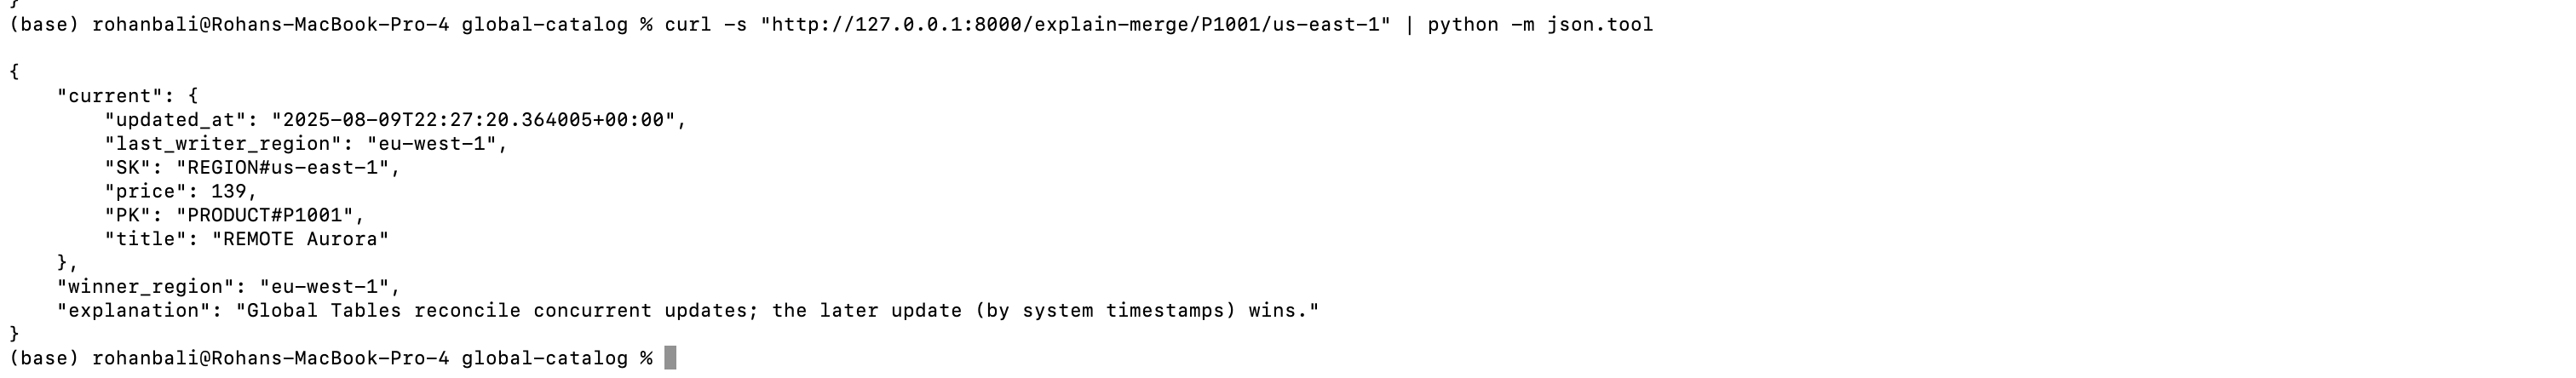 }
(base) rohanbali@Rohans-MacBook-Pro-4 global-catalog % curl -s "http://127.0.0.1:8000/explain-merge/P1001/us-east-1" | python -m json.tool

{
    "current": {
        "updated_at": "2025-08-09T22:27:20.364005+00:00",
        "last_writer_region": "eu-west-1",
        "SK": "REGION#us-east-1",
        "price": 139,
        "PK": "PRODUCT#P1001",
        "title": "REMOTE Aurora"
    },
    "winner_region": "eu-west-1",
    "explanation": "Global Tables reconcile concurrent updates; the later update (by system timestamps) wins."
}
(base) rohanbali@Rohans-MacBook-Pro-4 global-catalog %